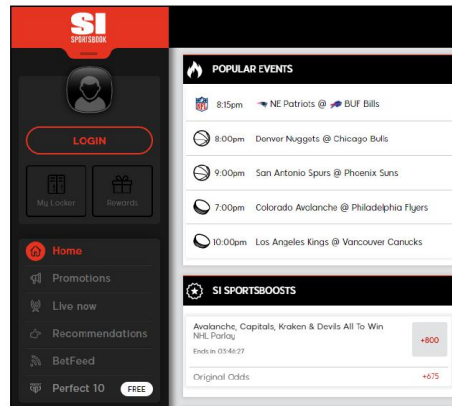 SI
SPORTSBOOK
LOGIN
My Locker
Rewards
Home
Promotions
Live now
Recommendations
BetFeed
Perfect 10 FREE
POPULAR EVENTS
8:15pm NE Patriots @ BUF Bills
8:00pm Denver Nuggets @ Chicago Bulls
9:00pm San Antonio Spurs @ Phoenix Suns
7:00pm Colorado Avalanche @ Philadelphia Flyers
10:00pm Los Angeles Kings @ Vancouver Canucks
SI SPORTSBOOSTS
Avalanche, Capitals, Kraken & Devils All To Win
NHL Parlay
Ends in 03:46:27
+800
Original Odds +675